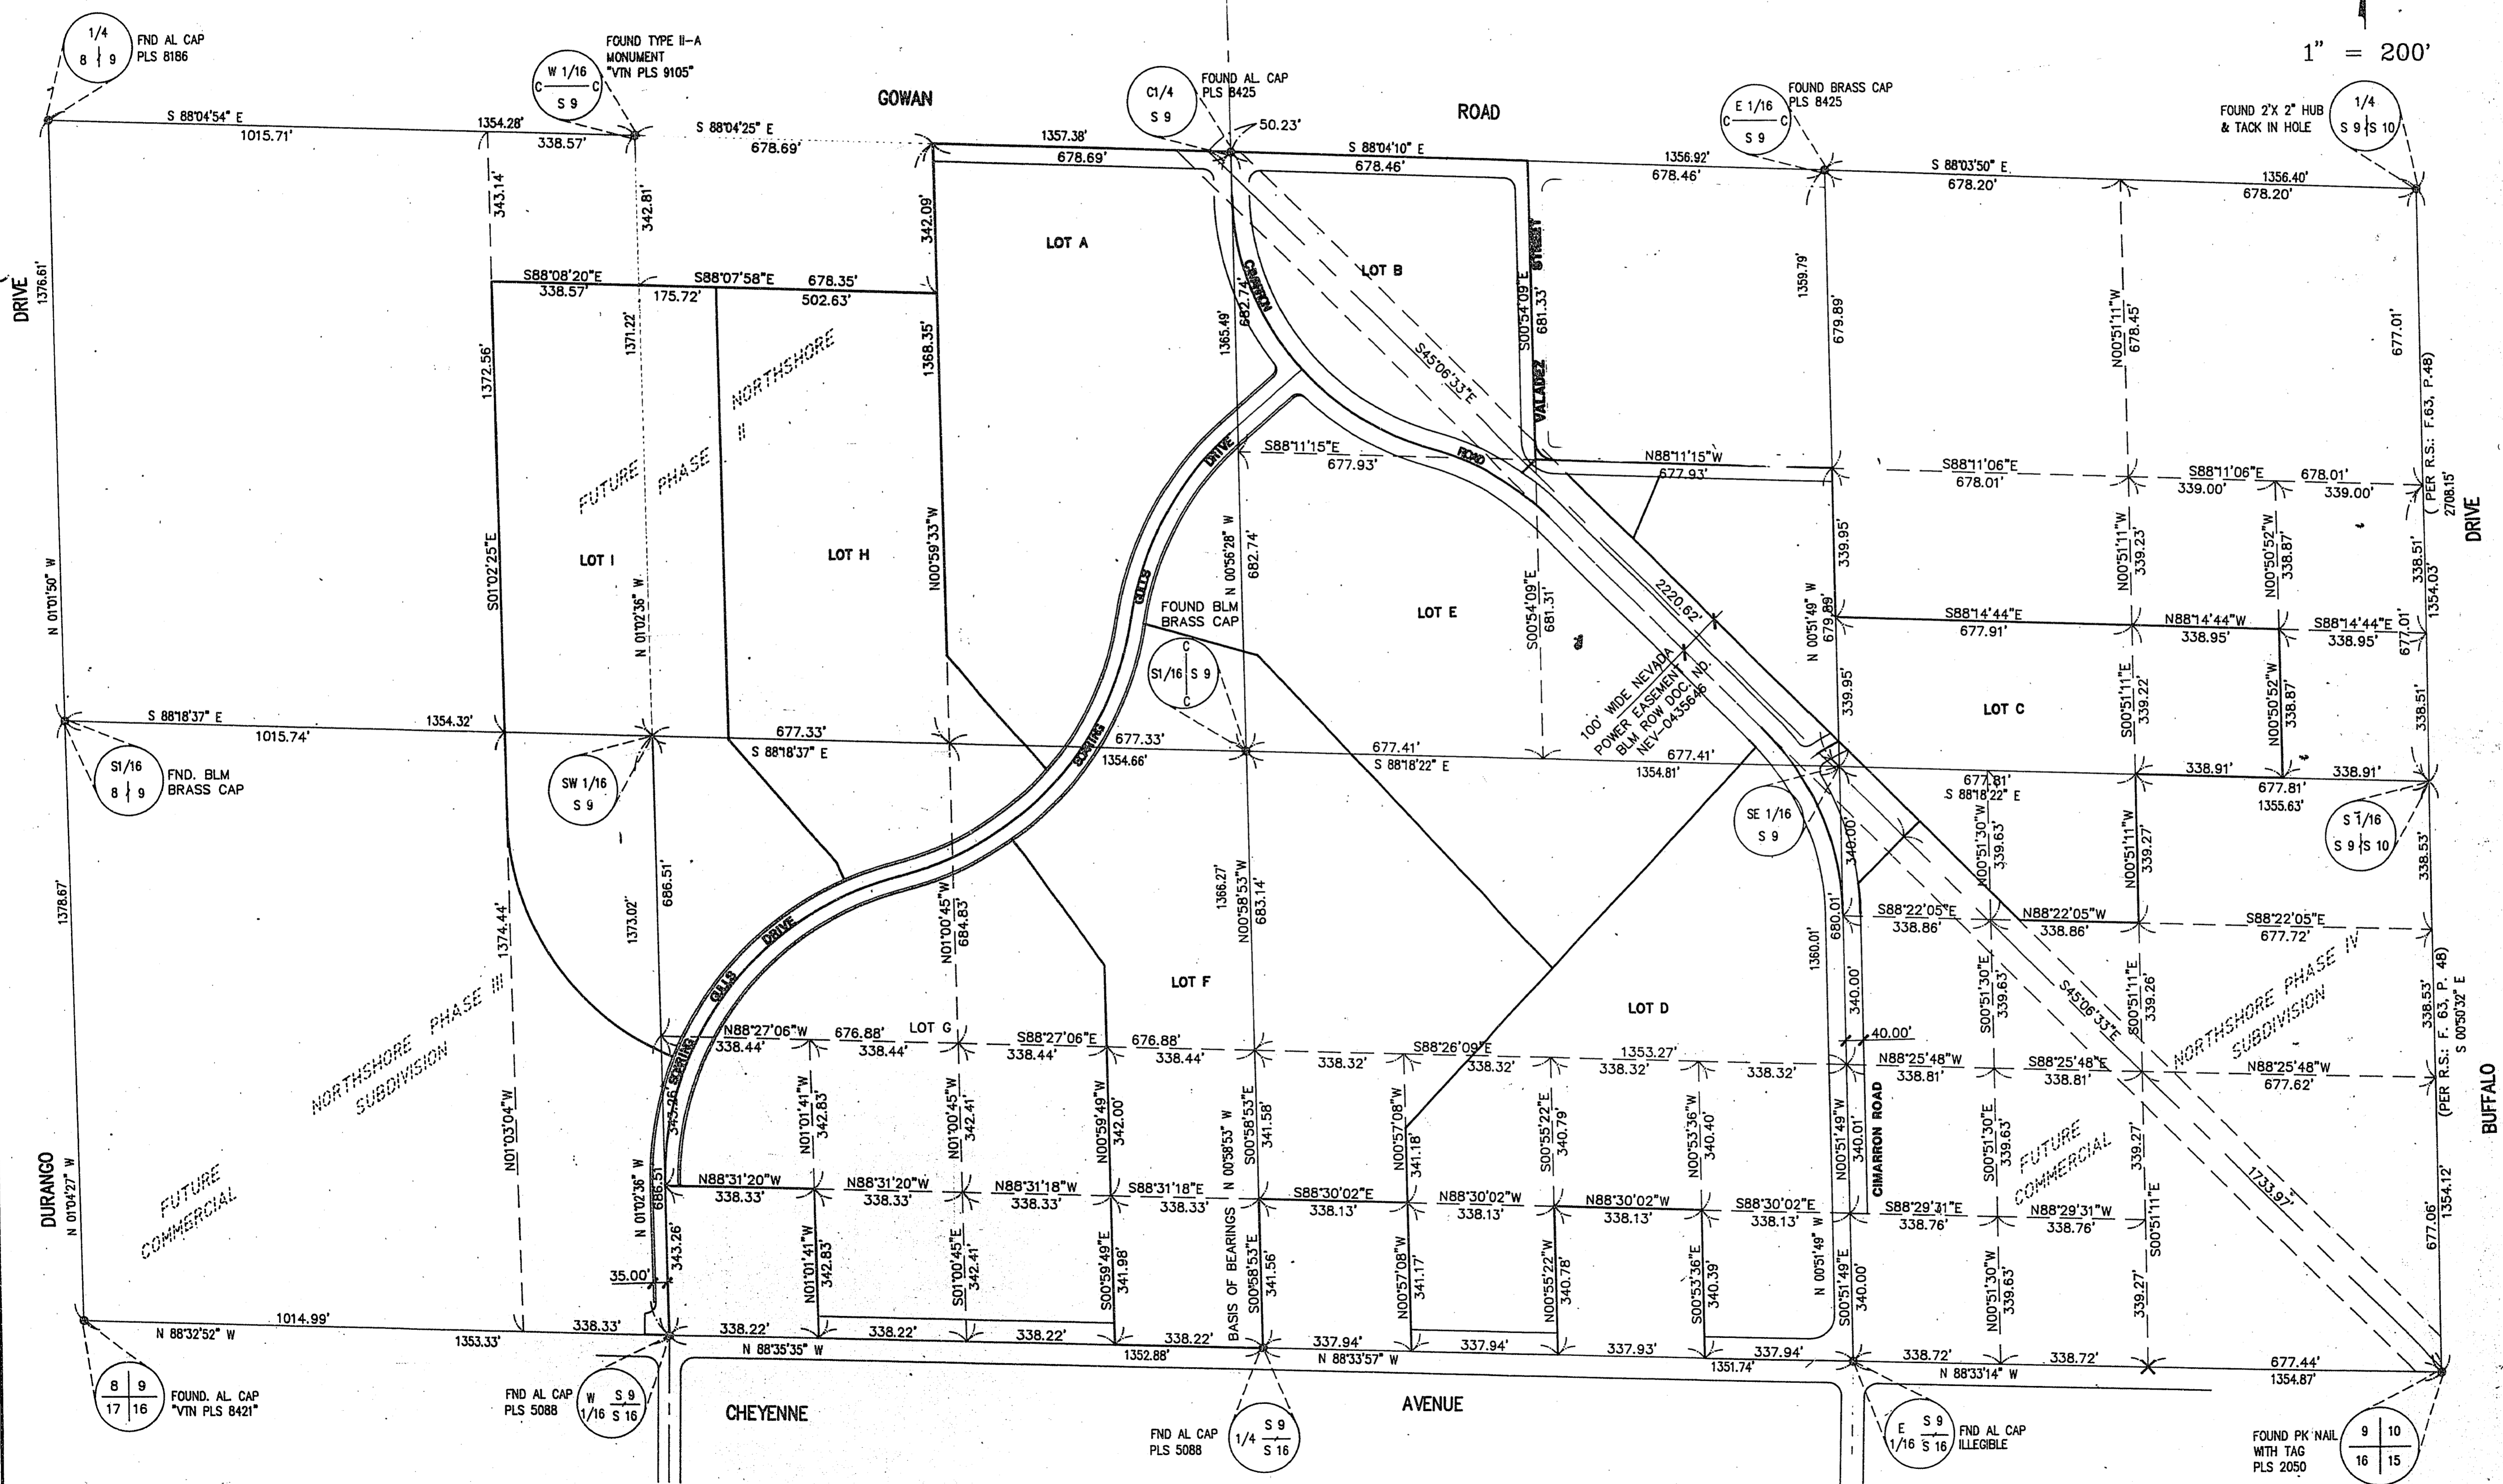 1/4
8 9
FND AL CAP
PLS 8186
FOUND TYPE II-A
MONUMENT
"VTN PLS 9105"
W 1/16
C C
S 9
GOWAN
C1/4
S 9
FOUND AL. CAP
PLS 8425
50.23'
ROAD
E 1/16
C C
S 9
FOUND BRASS CAP
PLS 8425
1" = 200'
FOUND 2'X 2" HUB
& TACK IN HOLE
1/4
S 9 S 10
S 88°04'54" E
1015.71'
1354.28'
338.57'
S 88°04'25" E
678.69'
1357.38'
678.69'
S 88°04'10" E
678.46'
1356.92'
678.46'
S 88°03'50" E
678.20'
1356.40'
678.20'
343.14'
342.81'
342.09'
LOT A
LOT B
CIMARRON
STREET
VALADEZ
S00°54'09"E
681.33'
1359.79'
679.89'
N00°51'11"W
678.45'
677.01'
DRIVE
1376.61'
S88°08'20"E
338.57'
S88°07'58"E
678.35'
175.72'
502.63'
1371.22'
1368.35'
1365.49'
682.74'
S45°06'33"E
1372.56'
FUTURE
NORTHSHORE
PHASE II
DRIVE
S88°11'15"E
677.93'
ROAD
N88°11'15"W
677.93'
S88°11'06"E
678.01'
S88°11'06"E
678.01'
339.00'
339.00'
(PER R.S.: F.63, P.48)
2708.15'
DRIVE
N 01°01'50" W
S01°02'25"E
LOT I
N 01°02'36" W
LOT H
N00°59'33"W
GULLS
N 00°56'28" W
682.74'
FOUND BLM
BRASS CAP
LOT E
S00°54'09"E
681.31'
2220.62'
339.95'
N 00°51'49" W
679.89'
N00°51'11"W
339.23'
N00°50'52"W
338.87'
338.51'
1354.03'
S88°14'44"E
677.91'
N88°14'44"W
338.95'
S88°14'44"E
338.95'
677.01'
C
S1/16 S 9
C
100' WIDE NEVADA
POWER EASEMENT
BLM ROW DOC. NO.
NEV-0435646
339.95'
LOT C
S00°51'11"E
339.22'
N00°50'52"W
338.87'
338.51'
S 88°18'37" E
1015.74'
1354.32'
677.33'
S 88°18'37" E
677.33'
1354.66'
SOARING
677.41'
S 88°18'22" E
677.41'
1354.81'
677.81'
S 88°18'22" E
338.91'
338.91'
677.81'
1355.63'
S1/16
8 9
FND. BLM
BRASS CAP
SW 1/16
S 9
SE 1/16
S 9
S 1/16
S 9 S 10
1378.67'
1374.44'
1373.02'
686.51'
N01°00'45"W
684.83'
1366.27'
N00°58'53"W
683.14'
340.00'
680.01'
1360.01'
N00°51'30"W
339.63'
N00°51'11"W
339.27'
338.53'
S88°22'05"E
338.86'
N88°22'05"W
338.86'
S88°22'05"E
677.72'
DRIVE
GULLS
NORTHSHORE PHASE III
SUBDIVISION
LOT F
LOT D
340.00'
40.00'
S00°51'30"E
339.63'
S45°06'33"E
S00°51'11"E
339.26'
NORTHSHORE PHASE IV
SUBDIVISION
338.53'
(PER R.S.: F. 63, P. 48)
S 00°50'32" E
LOT G
N88°27'06"W
676.88'
338.44'
338.44'
S88°27'06"E
676.88'
338.44'
338.44'
S88°26'09"E
1353.27'
338.32'
338.32'
338.32'
338.32'
N88°25'48"W
338.81'
S88°25'48"E
338.81'
N88°25'48"W
677.62'
N01°03'04"W
343.26'
SOARING
N01°01'41"W
342.83'
N01°00'45"W
342.41'
N00°59'49"W
342.00'
S00°58'53"E
341.58'
N 00°58'53" W
N00°57'08"W
341.18'
S00°55'22"E
340.79'
N00°53'36"W
340.40'
N00°51'49"W
340.01'
CIMARRON ROAD
S00°51'30"E
339.63'
339.27'
FUTURE
COMMERCIAL
1733.97'
BUFFALO
1354.12'
677.06'
DURANGO
N 01°04'27" W
FUTURE
COMMERCIAL
N 01°02'36" W
686.51'
N88°31'20"W
338.33'
N88°31'20"W
338.33'
N88°31'18"W
338.33'
S88°31'18"E
338.33'
S88°30'02"E
338.13'
N88°30'02"W
338.13'
N88°30'02"W
338.13'
S88°30'02"E
338.13'
S88°29'31"E
338.76'
N88°29'31"W
338.76'
35.00'
343.26'
N01°01'41"W
342.83'
S01°00'45"E
342.41'
S00°59'49"E
341.98'
BASIS OF BEARINGS
S00°58'53"E
341.56'
N00°57'08"W
341.17'
N00°55'22"W
340.78'
S00°53'36"E
340.39'
N 00°51'49" W
S00°51'49"E
340.00'
N00°51'30"W
339.63'
S00°51'11"E
339.27'
1014.99'
N 88°32'52" W
1353.33'
338.33'
338.22'
N 88°35'35" W
338.22'
338.22'
338.22'
1352.88'
337.94'
N 88°33'57" W
337.94'
337.93'
337.94'
1351.74'
338.72'
N 88°33'14" W
338.72'
677.44'
1354.87'
8 9
17 16
FOUND. AL. CAP
"VTN PLS 8421"
FND AL CAP
PLS 5088
W S 9
1/16 S 16
CHEYENNE
FND AL CAP
PLS 5088
1/4 S 9
S 16
AVENUE
E S 9
1/16 S 16
FND AL CAP
ILLEGIBLE
FOUND PK NAIL
WITH TAG
PLS 2050
9 10
16 15